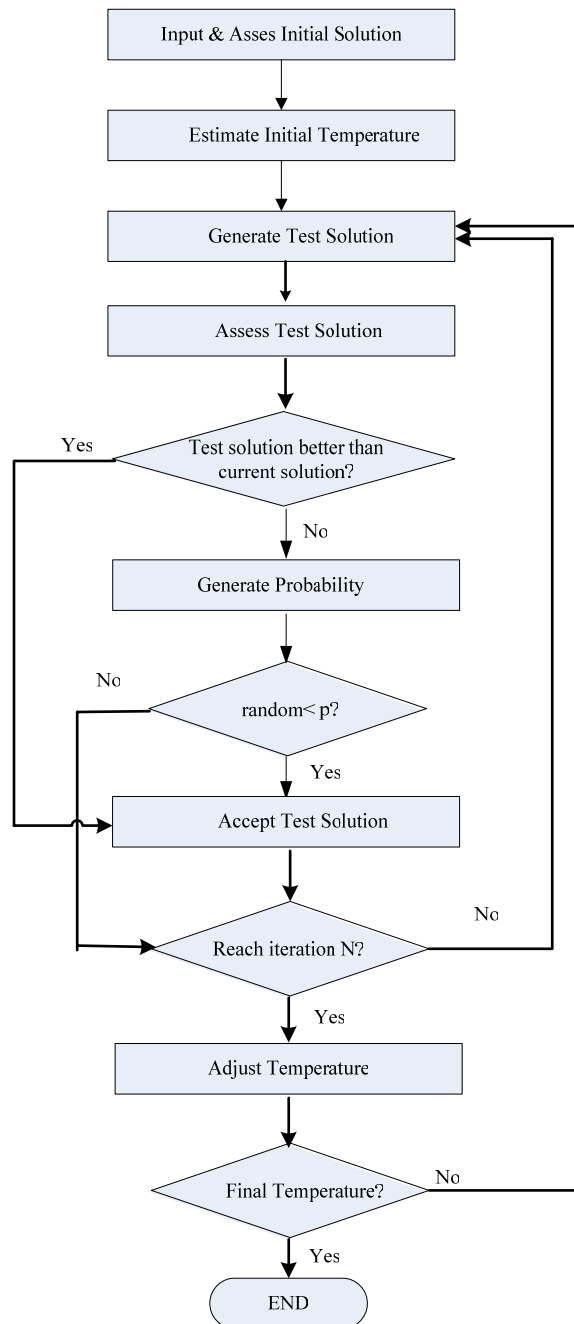 Input & Asses Initial Solution
Estimate Initial Temperature
Generate Test Solution
Assess Test Solution
Yes
Test solution better than
current solution?
No
Generate Probability
No
random< p?
Yes
Accept Test Solution
No
Reach iteration N?
Yes
Adjust Temperature
Final Temperature?
No
Yes
END